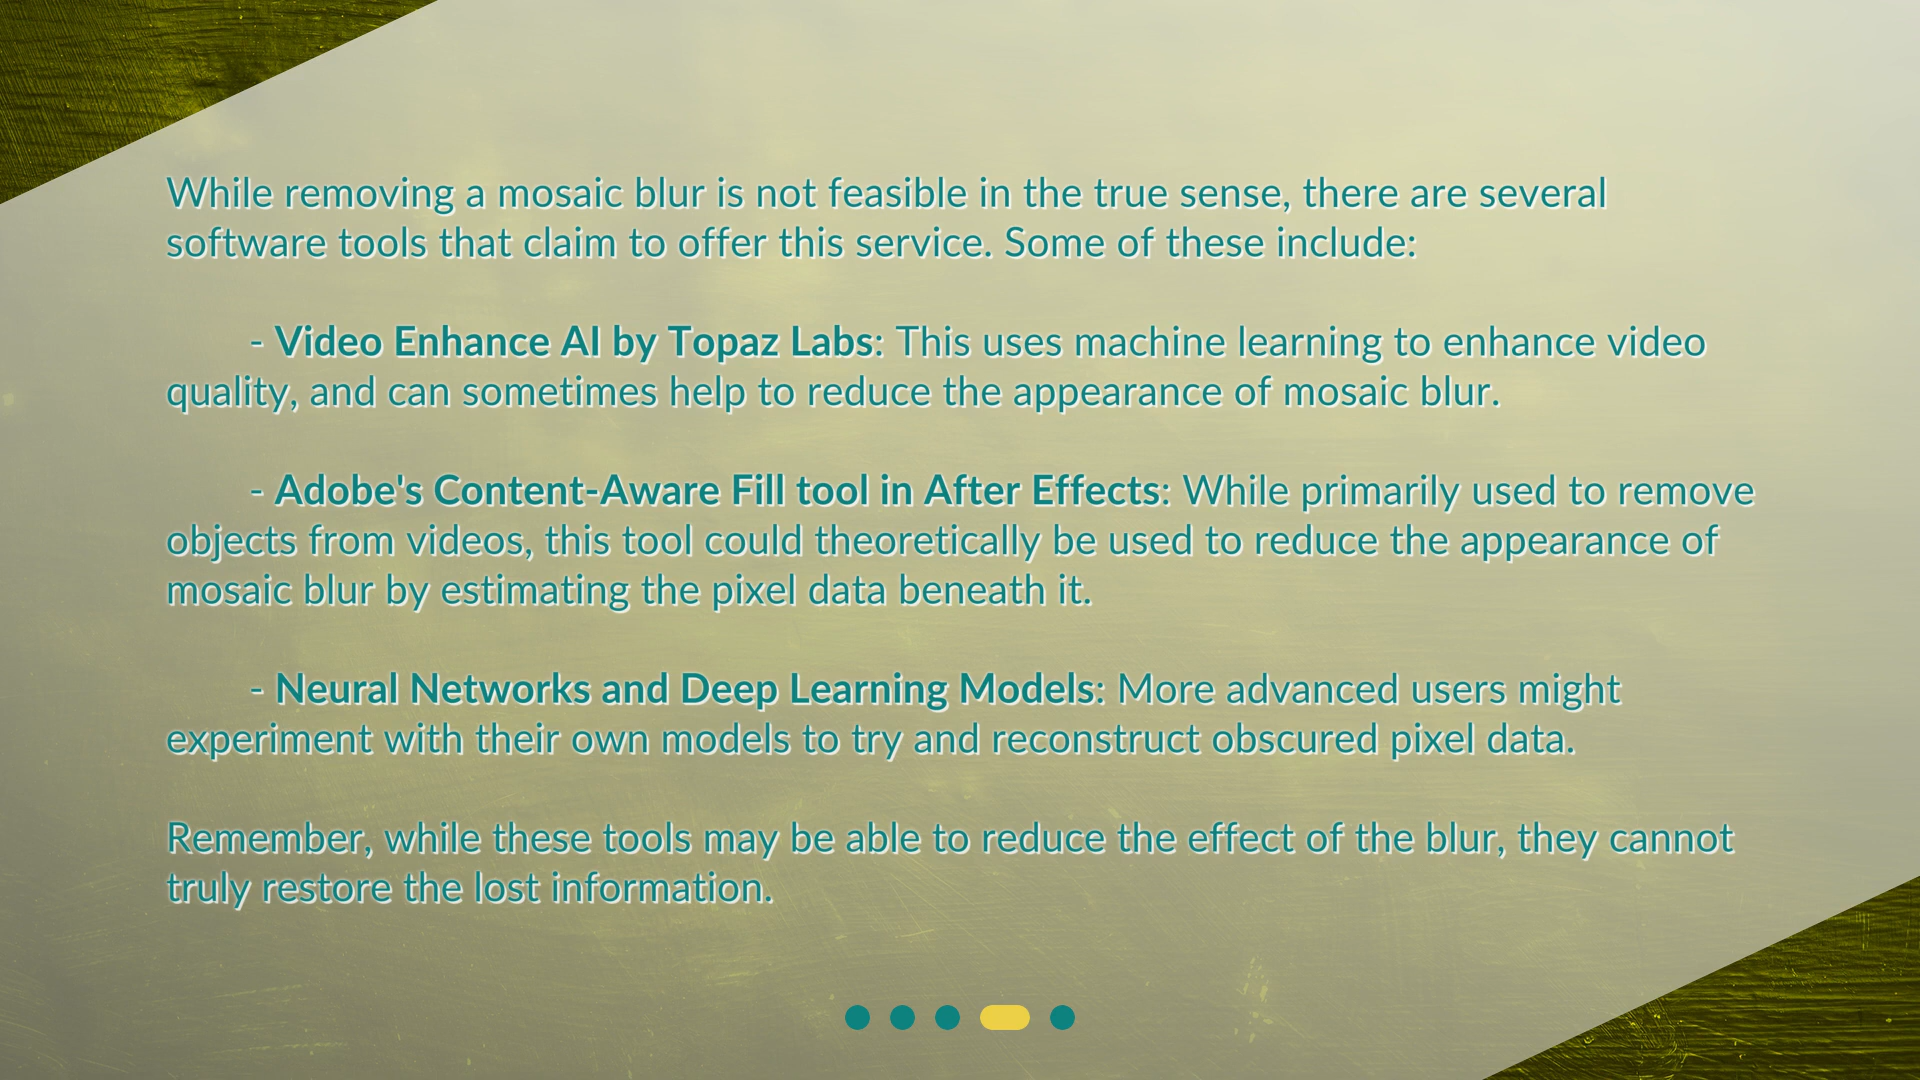 While removing a mosaic blur is not feasible in the true sense, there are several
software tools that claim to offer this service. Some of these include:
- Video Enhance AI by Topaz Labs: This uses machine learning to enhance video
quality, and can sometimes help to reduce the appearance of mosaic blur.
- Adobe's Content-Aware Fill tool in After Effects: While primarily used to remove
objects from videos, this tool could theoretically be used to reduce the appearance of
mosaic blur by estimating the pixel data beneath it.
- Neural Networks and Deep Learning Models: More advanced users might
experiment with their own models to try and reconstruct obscured pixel data.
Remember, while these tools may be able to reduce the effect of the blur, they cannot
truly restore the lost information.